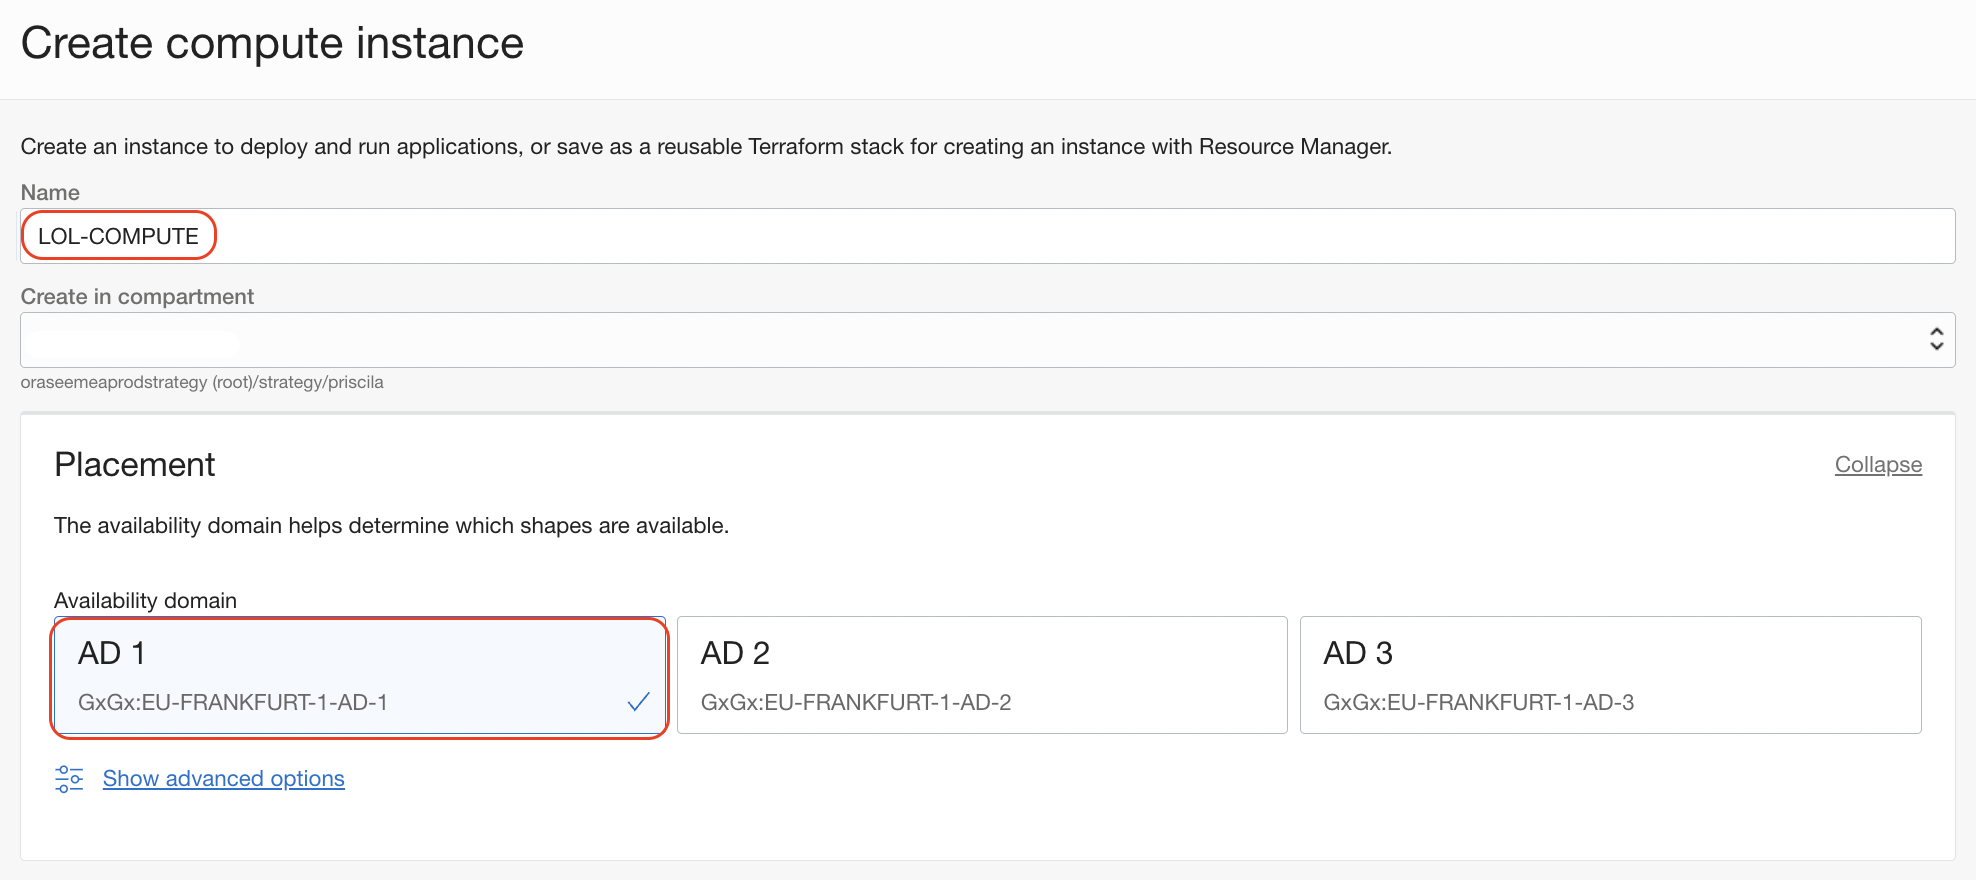 Create compute instance
Create an instance to deploy and run applications, or save as a reusable Terraform stack for creating an instance with Resource Manager.
Name
LOL-COMPUTE
Create in compartment
oraseemeaprodstrategy (root)/strategy/priscila
Placement
Collapse
The availability domain helps determine which shapes are available.
Availability domain
AD 1
GxGx:EU-FRANKFURT-1-AD-1
AD 2
GxGx:EU-FRANKFURT-1-AD-2
AD 3
GxGx:EU-FRANKFURT-1-AD-3
Show advanced options